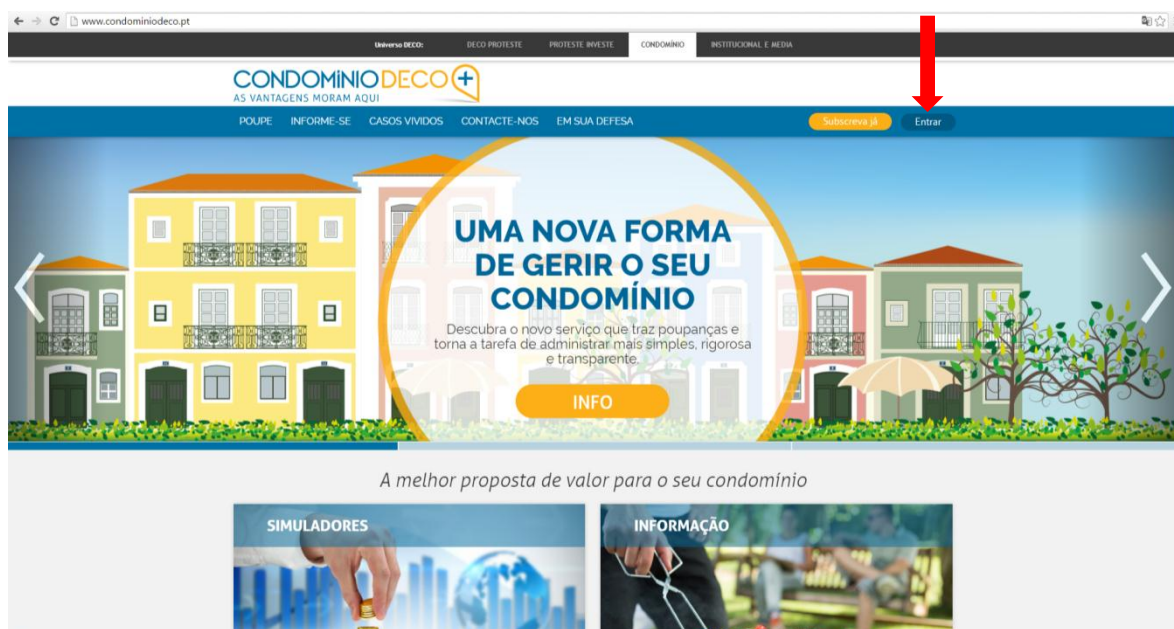 www.condominiodeco.pt
Universo DECO: DECO PROTESTE PROTESTE INVESTE CONDOMÍNIO INSTITUCIONAL E MEDIA
CONDOMÍNIO DECO+
AS VANTAGENS MORAM AQUI
POUPE INFORME-SE CASOS VIVIDOS CONTACTE-NOS EM SUA DEFESA Subscreva já Entrar
UMA NOVA FORMA
DE GERIR O SEU
CONDOMÍNIO
Descubra o novo serviço que traz poupanças e
torna a tarefa de administrar mais simples, rigorosa
e transparente.
INFO
A melhor proposta de valor para o seu condomínio
SIMULADORES INFORMAÇÃO